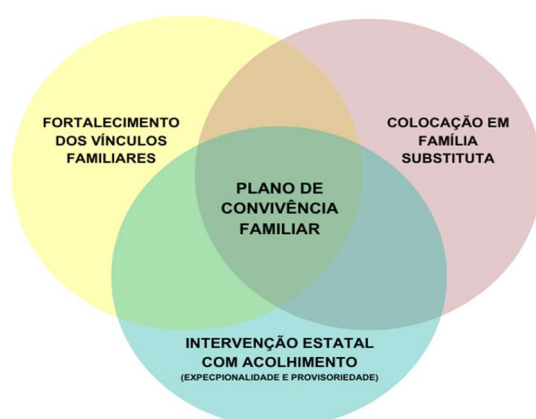 FORTALECIMENTO
DOS VÍNCULOS
FAMILIARES
COLOCAÇÃO EM
FAMÍLIA
SUBSTITUTA
PLANO DE
CONVIVÊNCIA
FAMILIAR
INTERVENÇÃO ESTATAL
COM ACOLHIMENTO
(EXPECPIONALIDADE E PROVISORIEDADE)